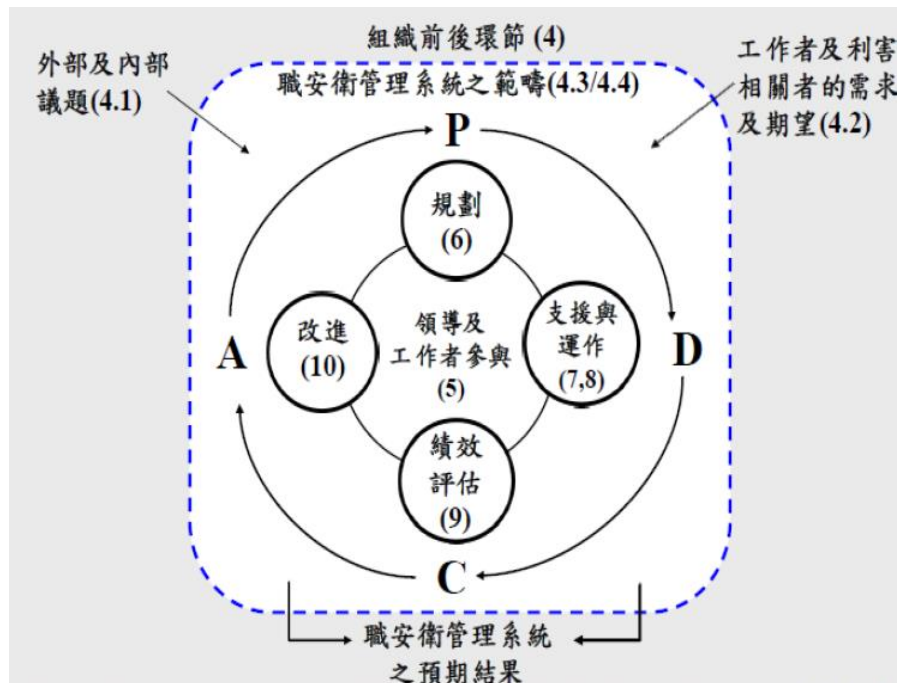 組織前後環節 (4)
外部及內部
議題(4.1)
工作者及利害
相關者的需求
及期望(4.2)
職安衛管理系統之範疇(4.3/4.4)
P
規劃
(6)
A
改進
(10)
領導及
工作者參與
(5)
支援與
運作
(7,8)
D
績效
評估
(9)
C
職安衛管理系統
之預期結果